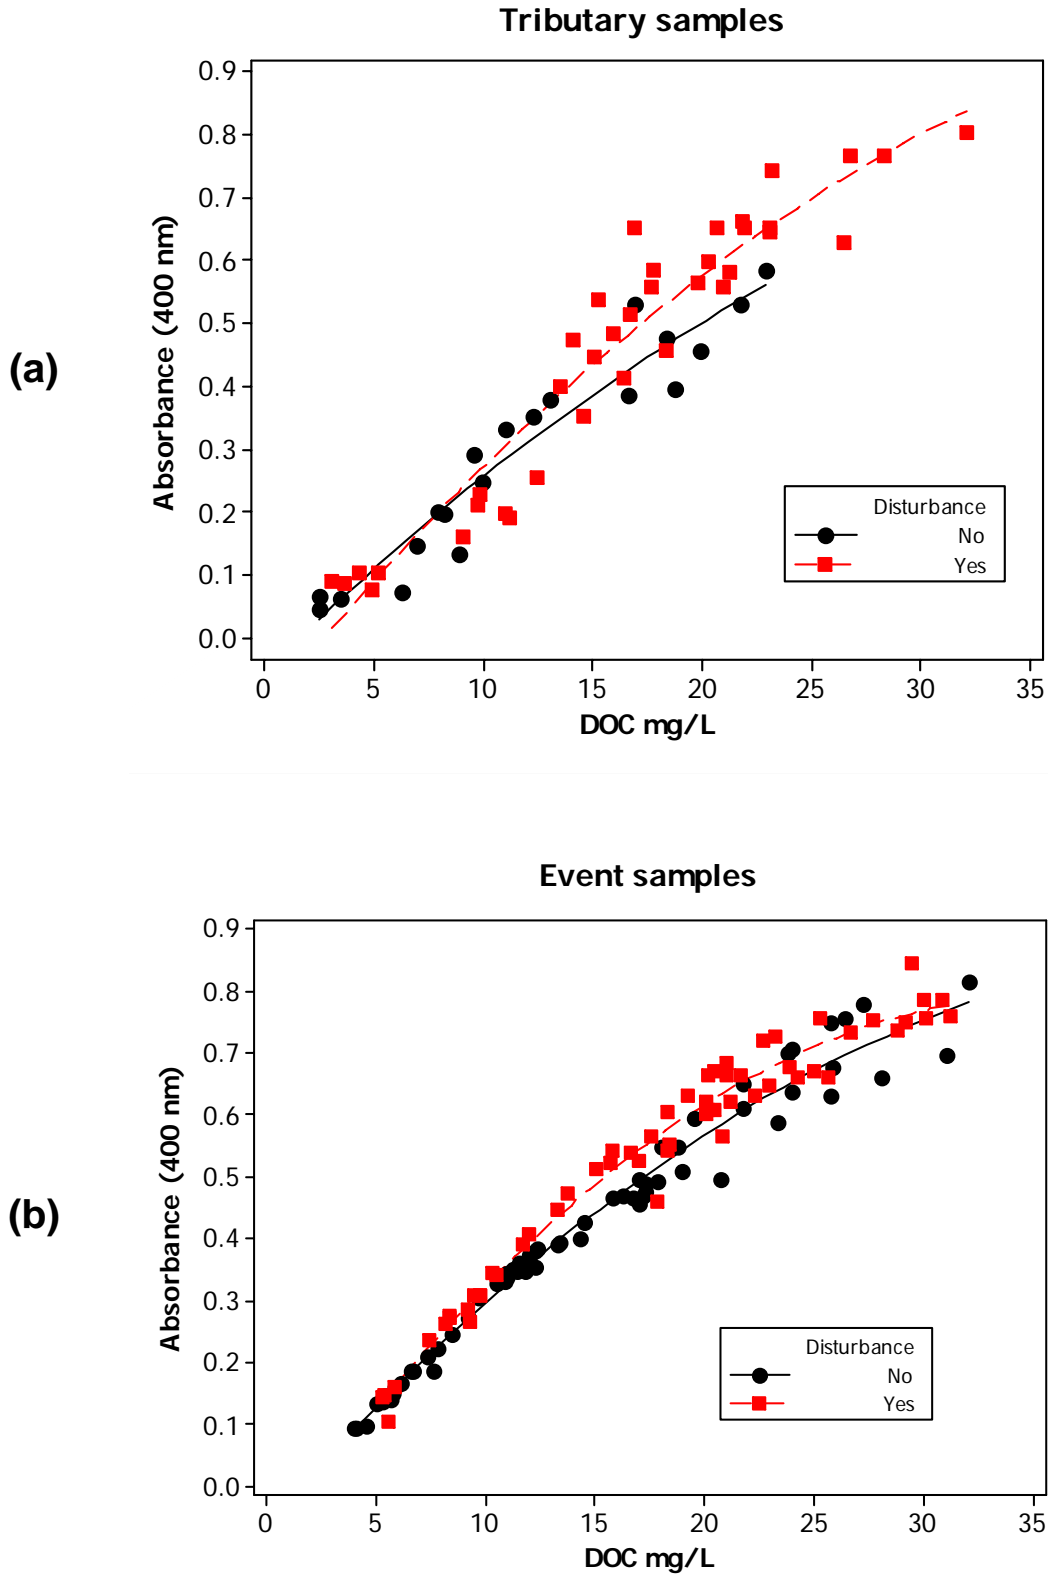 Tributary samples
0.9
0.8
0.7
0.6
0.5
0.4
0.3
0.2
0.1
0.0
Absorbance (400 nm)
(a)
Disturbance
No
Yes
0 5 10 15 20 25 30 35
DOC mg/L
Event samples
0.9
0.8
0.7
0.6
0.5
0.4
0.3
0.2
0.1
0.0
Absorbance (400 nm)
(b)
Disturbance
No
Yes
0 5 10 15 20 25 30 35
DOC mg/L